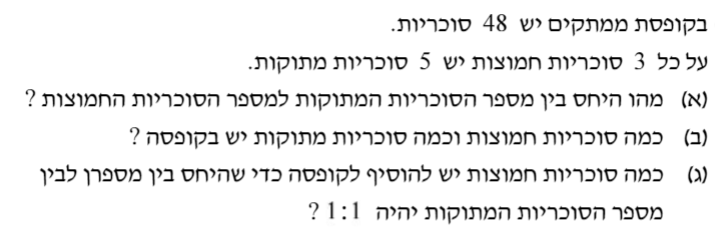 בקופסת ממתקים יש 48 סוכריות.
על כל 3 סוכריות חמוצות יש 5 סוכריות מתוקות.
(א) מהו היחס בין מספר הסוכריות המתוקות למספר הסוכריות החמוצות ?
(ב) כמה סוכריות חמוצות וכמה סוכריות מתוקות יש בקופסה ?
(ג) כמה סוכריות חמוצות יש להוסיף לקופסה כדי שהיחס בין מספרן לבין
מספר הסוכריות המתוקות יהיה 1:1 ?